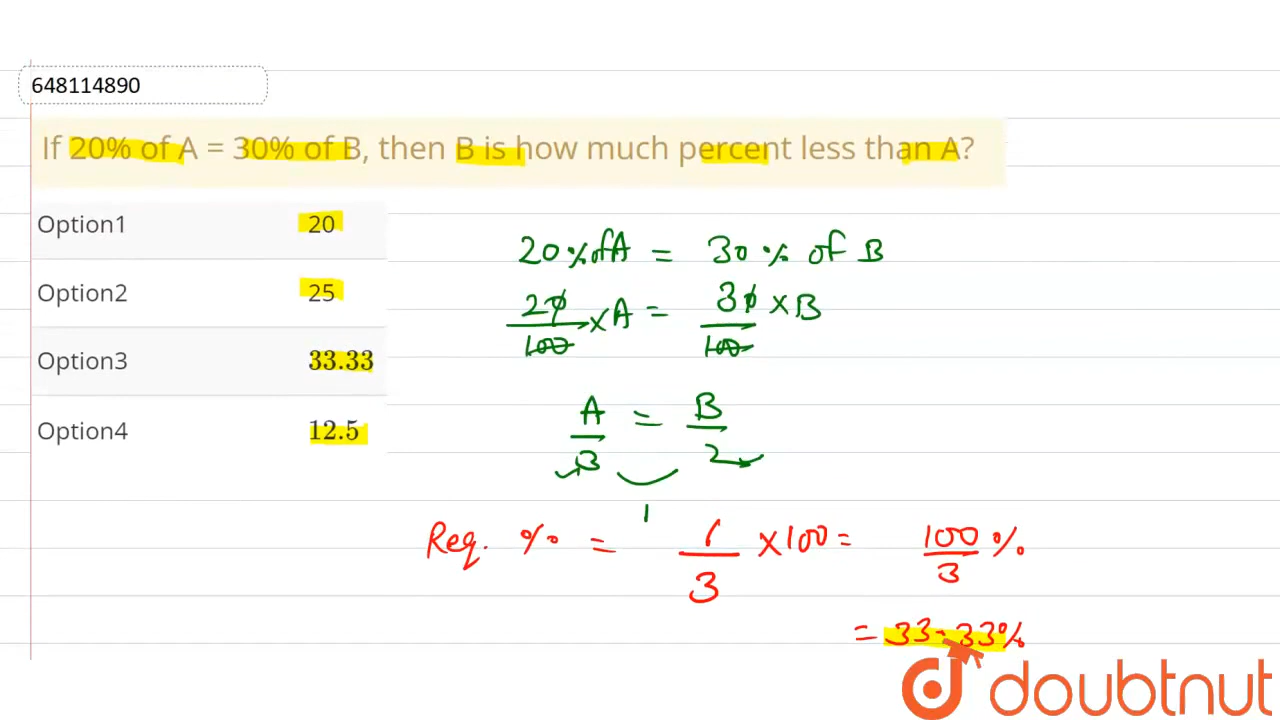 648114890
If 20% of A = 30% of B, then B is how much percent less than A?
Option1 20
Option2 25
Option3 33.33
Option4 12.5
20% of A = 30% of B
20/100 × A = 30/100 × B
A/3 = B/2
1
Req. % = 1/3 × 100 = 100/3 %
= 33.33%
doubtnut